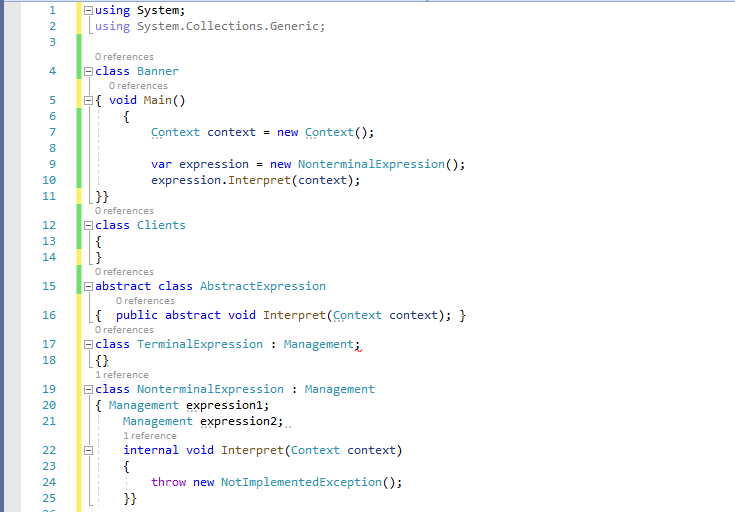 1 using System;
2 using System.Collections.Generic;
3
0 references
4 class Banner
0 references
5 { void Main()
6 {
7 Context context = new Context();
8
9 var expression = new NonterminalExpression();
10 expression.Interpret(context);
11 }}
0 references
12 class Clients
13 {
14 }
0 references
15 abstract class AbstractExpression
0 references
16 { public abstract void Interpret(Context context); }
0 references
17 class TerminalExpression : Management;
18 {}
1 reference
19 class NonterminalExpression : Management
20 { Management expression1;
21 Management expression2;
1 reference
22 internal void Interpret(Context context)
23 {
24 throw new NotImplementedException();
25 }}